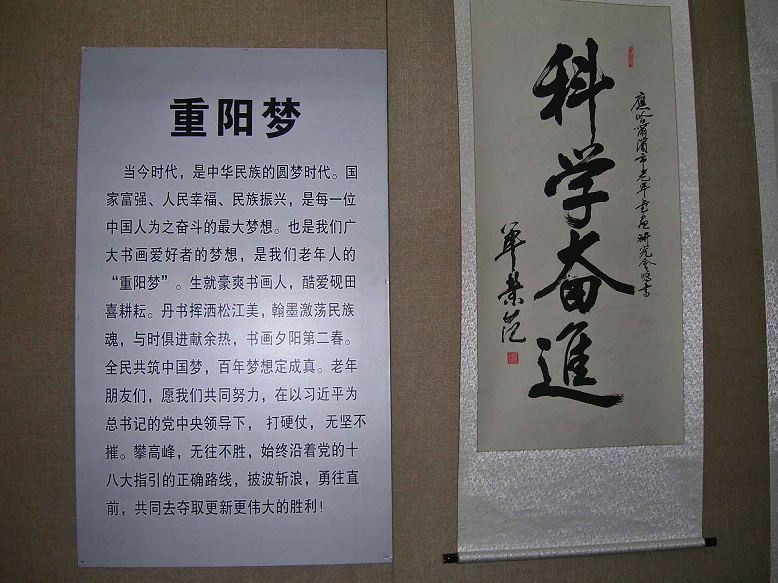 重阳梦
当今时代，是中华民族的圆梦时代。国
家富强、人民幸福、民族振兴，是每一位
中国人为之奋斗的最大梦想。也是我们广
大书画爱好者的梦想，是我们老年人的
“重阳梦”。生就豪爽书画人，酷爱砚田
喜耕耘。丹书挥洒松江美，翰墨激荡民族
魂，与时俱进献余热，书画夕阳第二春。
全民共筑中国梦，百年梦想定成真。老年
朋友们，愿我们共同努力，在以习近平为
总书记的党中央领导下， 打硬仗，无坚不
摧。攀高峰，无往不胜，始终沿着党的十
八大指引的正确路线，披波斩浪，勇往直
前，共同去夺取更新更伟大的胜利！
應哈尔濱市老年書画研究会
科学奋進